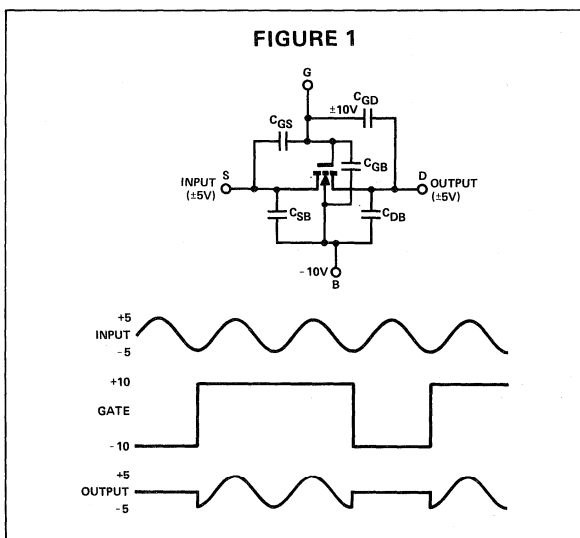 FIGURE 1
G
CGD
±10V
CGS
CGB
INPUT S
(±5V)
D OUTPUT
(±5V)
CSB
CDB
-10V
B
+5
INPUT
-5
+10
GATE
-10
+5
OUTPUT
-5